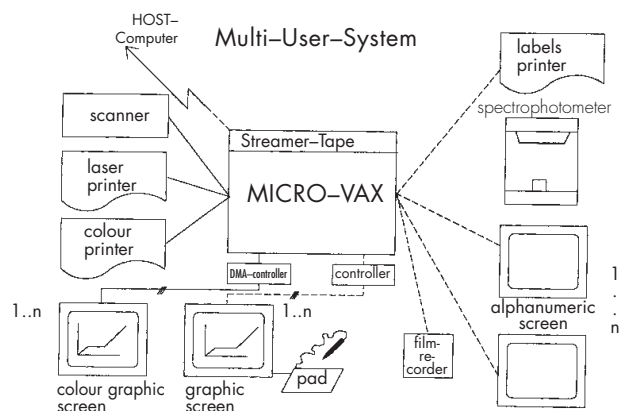 HOST–
Computer
Multi–User–System
labels
printer
spectrophotometer
scanner
Streamer–Tape
laser
printer
MICRO–VAX
colour
printer
DMA–controller
controller
1..n
1..n
1
.
.
n
alphanumeric
screen
film-
re-
corder
pad
colour graphic
screen
graphic
screen